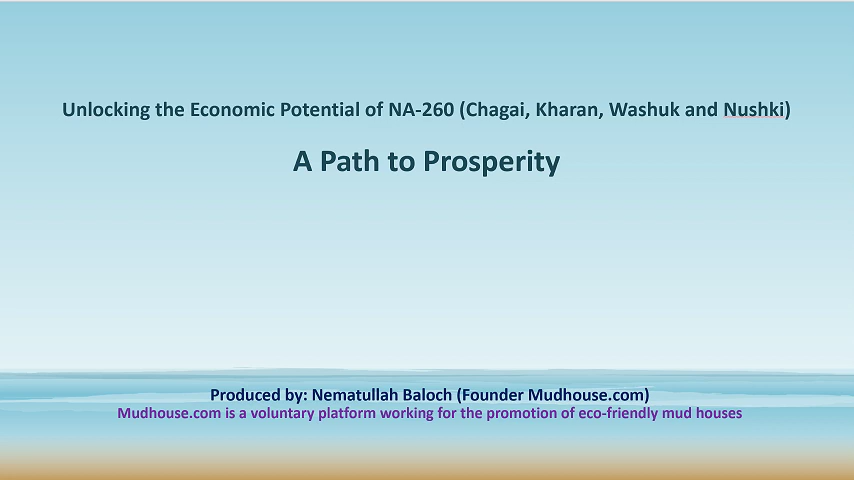 Unlocking the Economic Potential of NA-260 (Chagai, Kharan, Washuk and Nushki)
A Path to Prosperity
Produced by: Nematullah Baloch (Founder Mudhouse.com)
Mudhouse.com is a voluntary platform working for the promotion of eco-friendly mud houses